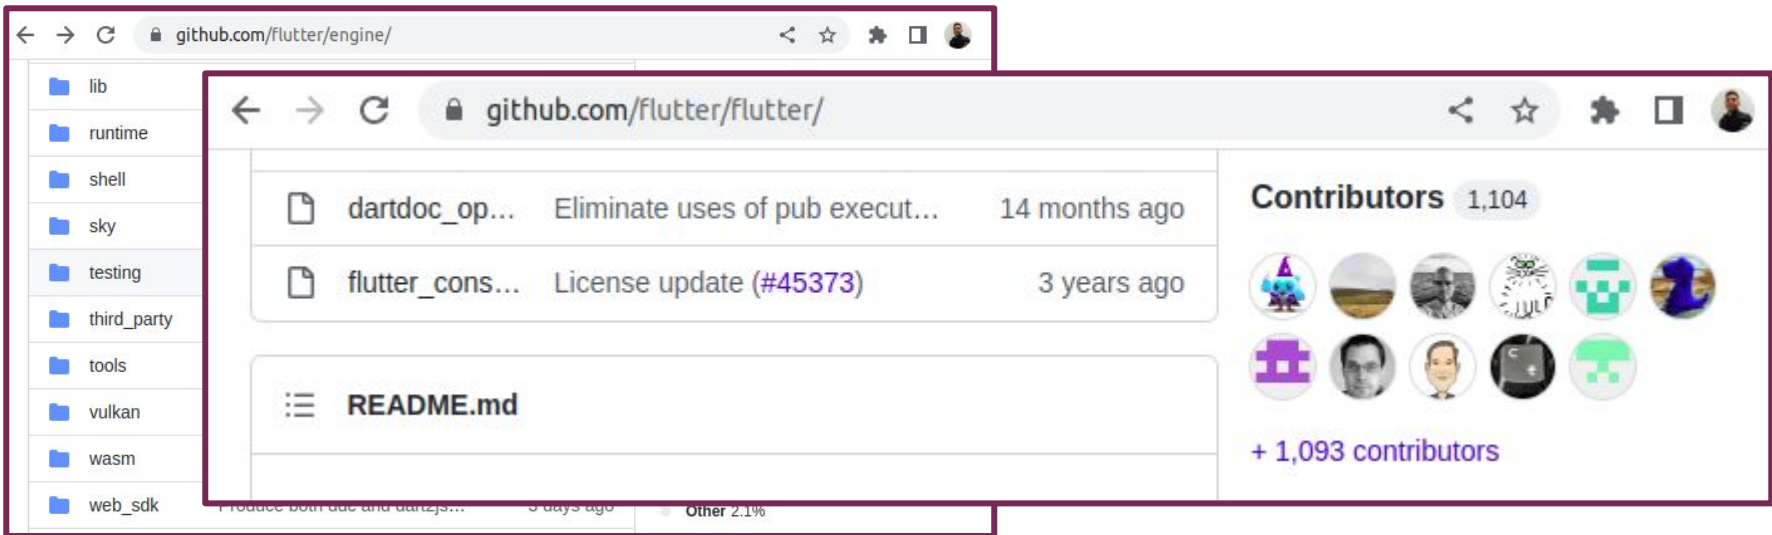 github.com/flutter/engine/
lib
runtime
shell
sky
testing
third_party
tools
vulkan
wasm
web_sdk
Other 2.1%
github.com/flutter/flutter/
dartdoc_op... Eliminate uses of pub execut... 14 months ago
flutter_cons... License update (#45373) 3 years ago
README.md
Contributors 1,104
+ 1,093 contributors